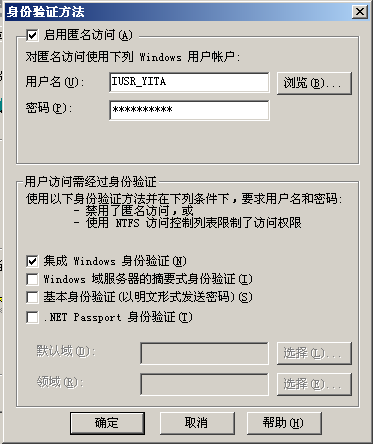 身份验证方法
启用匿名访问(A)
对匿名访问使用下列 Windows 用户帐户:
用户名(U): IUSR_YITA 浏览(B)...
密码(P): **********
用户访问需经过身份验证
使用以下身份验证方法并在下列条件下，要求用户名和密码:
- 禁用了匿名访问，或
- 使用 NTFS 访问控制列表限制了访问权限
集成 Windows 身份验证(N)
Windows 域服务器的摘要式身份验证(I)
基本身份验证(以明文形式发送密码)(S)
.NET Passport 身份验证(T)
默认域(D): 选择(L)...
领域(R): 选择(E)...
确定 取消 帮助(H)